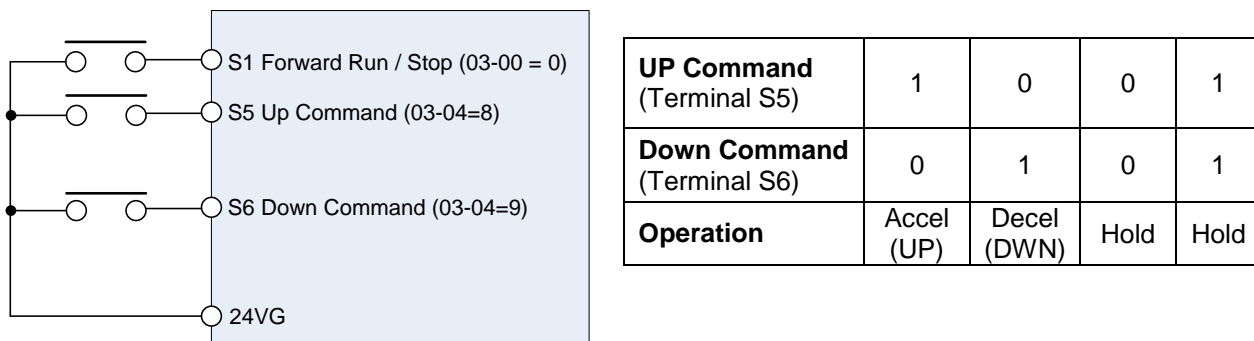 S1 Forward Run / Stop (03-00 = 0)
S5 Up Command (03-04=8)
S6 Down Command (03-04=9)
24VG
UP Command
(Terminal S5)
1 0 0 1
Down Command
(Terminal S6)
0 1 0 1
Operation
Accel
(UP)
Decel
(DWN)
Hold Hold